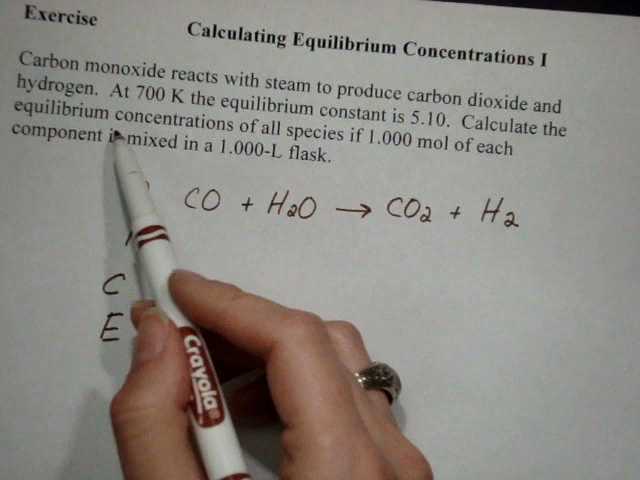 Exercise
Calculating Equilibrium Concentrations I
Carbon monoxide reacts with steam to produce carbon dioxide and
hydrogen. At 700 K the equilibrium constant is 5.10. Calculate the
equilibrium concentrations of all species if 1.000 mol of each
component is mixed in a 1.000-L flask.
CO + H₂O → CO₂ + H₂
C
E
Crayola